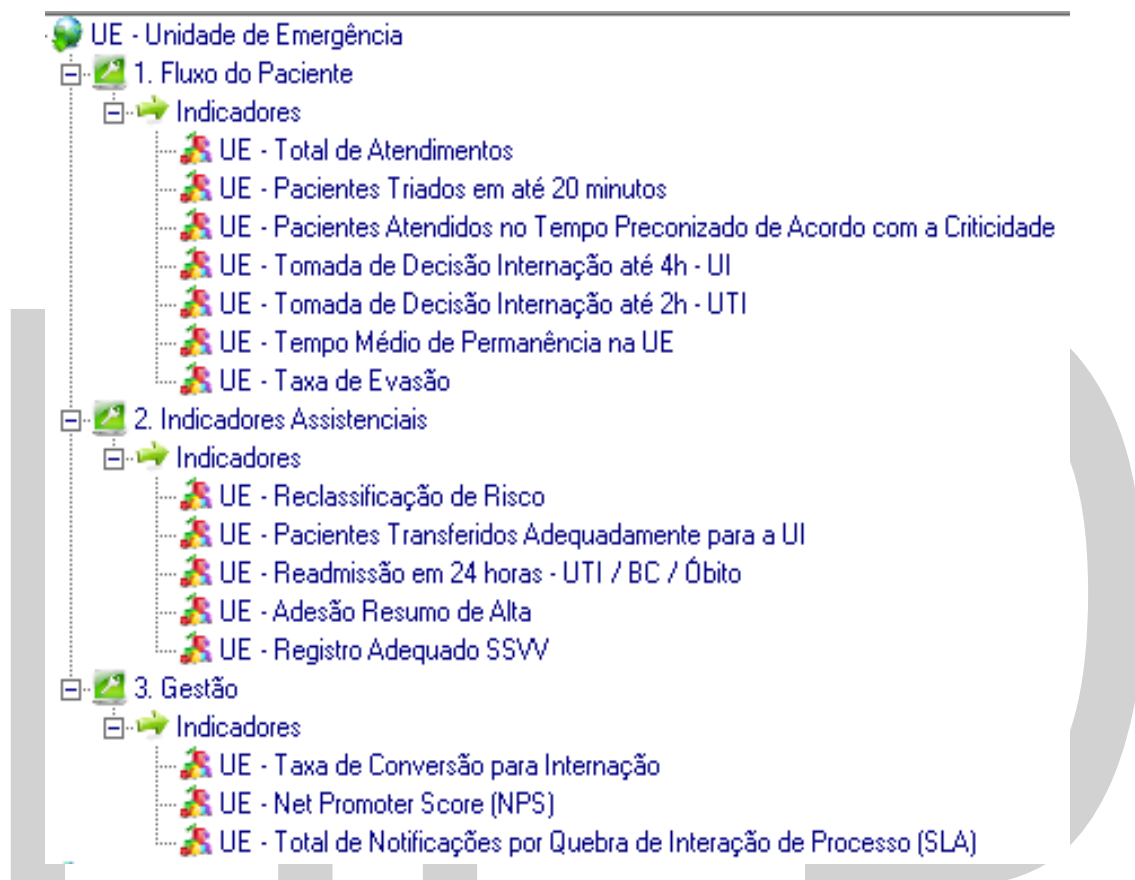 UE - Unidade de Emergência
1. Fluxo do Paciente
Indicadores
UE - Total de Atendimentos
UE - Pacientes Triados em até 20 minutos
UE - Pacientes Atendidos no Tempo Preconizado de Acordo com a Criticidade
UE - Tomada de Decisão Internação até 4h - UI
UE - Tomada de Decisão Internação até 2h - UTI
UE - Tempo Médio de Permanência na UE
UE - Taxa de Evasão
2. Indicadores Assistenciais
Indicadores
UE - Reclassificação de Risco
UE - Pacientes Transferidos Adequadamente para a UI
UE - Readmissão em 24 horas - UTI / BC / Óbito
UE - Adesão Resumo de Alta
UE - Registro Adequado SSVV
3. Gestão
Indicadores
UE - Taxa de Conversão para Internação
UE - Net Promoter Score (NPS)
UE - Total de Notificações por Quebra de Interação de Processo (SLA)